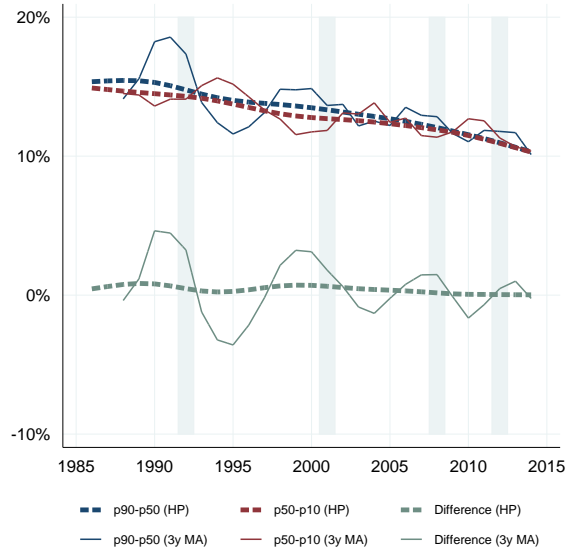 20%
10%
0%
-10%
1985 1990 1995 2000 2005 2010 2015
p90-p50 (HP) p50-p10 (HP) Difference (HP)
p90-p50 (3y MA) p50-p10 (3y MA) Difference (3y MA)